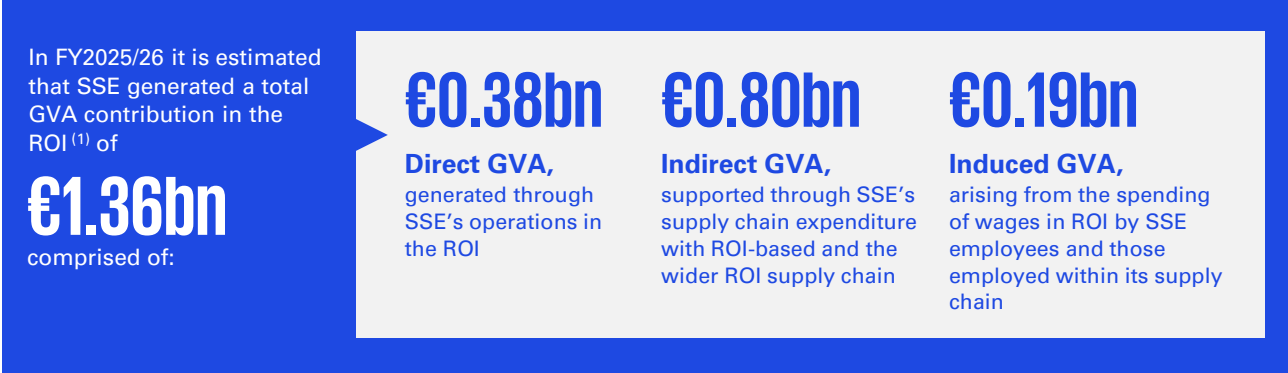 In FY2025/26 it is estimated
that SSE generated a total
GVA contribution in the
ROI (1) of
€1.36bn
comprised of:
€0.38bn
Direct GVA,
generated through
SSE’s operations in
the ROI
€0.80bn
Indirect GVA,
supported through SSE’s
supply chain expenditure
with ROI-based and the
wider ROI supply chain
€0.19bn
Induced GVA,
arising from the spending
of wages in ROI by SSE
employees and those
employed within its supply
chain